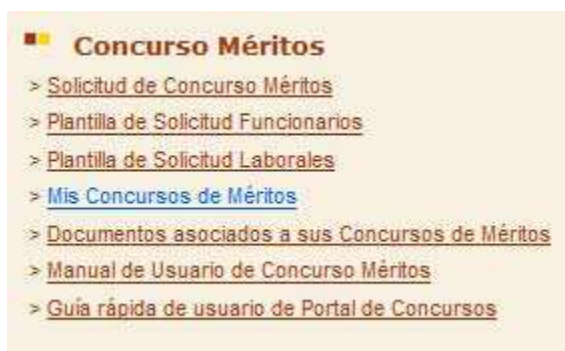 Concurso Méritos
> Solicitud de Concurso Méritos
> Plantilla de Solicitud Funcionarios
> Plantilla de Solicitud Laborales
> Mis Concursos de Méritos
> Documentos asociados a sus Concursos de Méritos
> Manual de Usuario de Concurso Méritos
> Guía rápida de usuario de Portal de Concursos